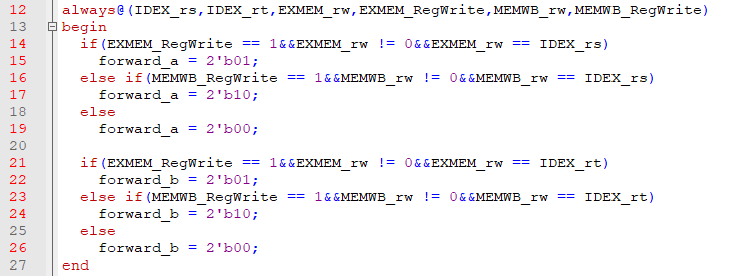 12 always@(IDEX_rs,IDEX_rt,EXMEM_rw,EXMEM_RegWrite,MEMWB_rw,MEMWB_RegWrite)
13 begin
14 if(EXMEM_RegWrite == 1&&EXMEM_rw != 0&&EXMEM_rw == IDEX_rs)
15 forward_a = 2'b01;
16 else if(MEMWB_RegWrite == 1&&MEMWB_rw != 0&&MEMWB_rw == IDEX_rs)
17 forward_a = 2'b10;
18 else
19 forward_a = 2'b00;
20
21 if(EXMEM_RegWrite == 1&&EXMEM_rw != 0&&EXMEM_rw == IDEX_rt)
22 forward_b = 2'b01;
23 else if(MEMWB_RegWrite == 1&&MEMWB_rw != 0&&MEMWB_rw == IDEX_rt)
24 forward_b = 2'b10;
25 else
26 forward_b = 2'b00;
27 end